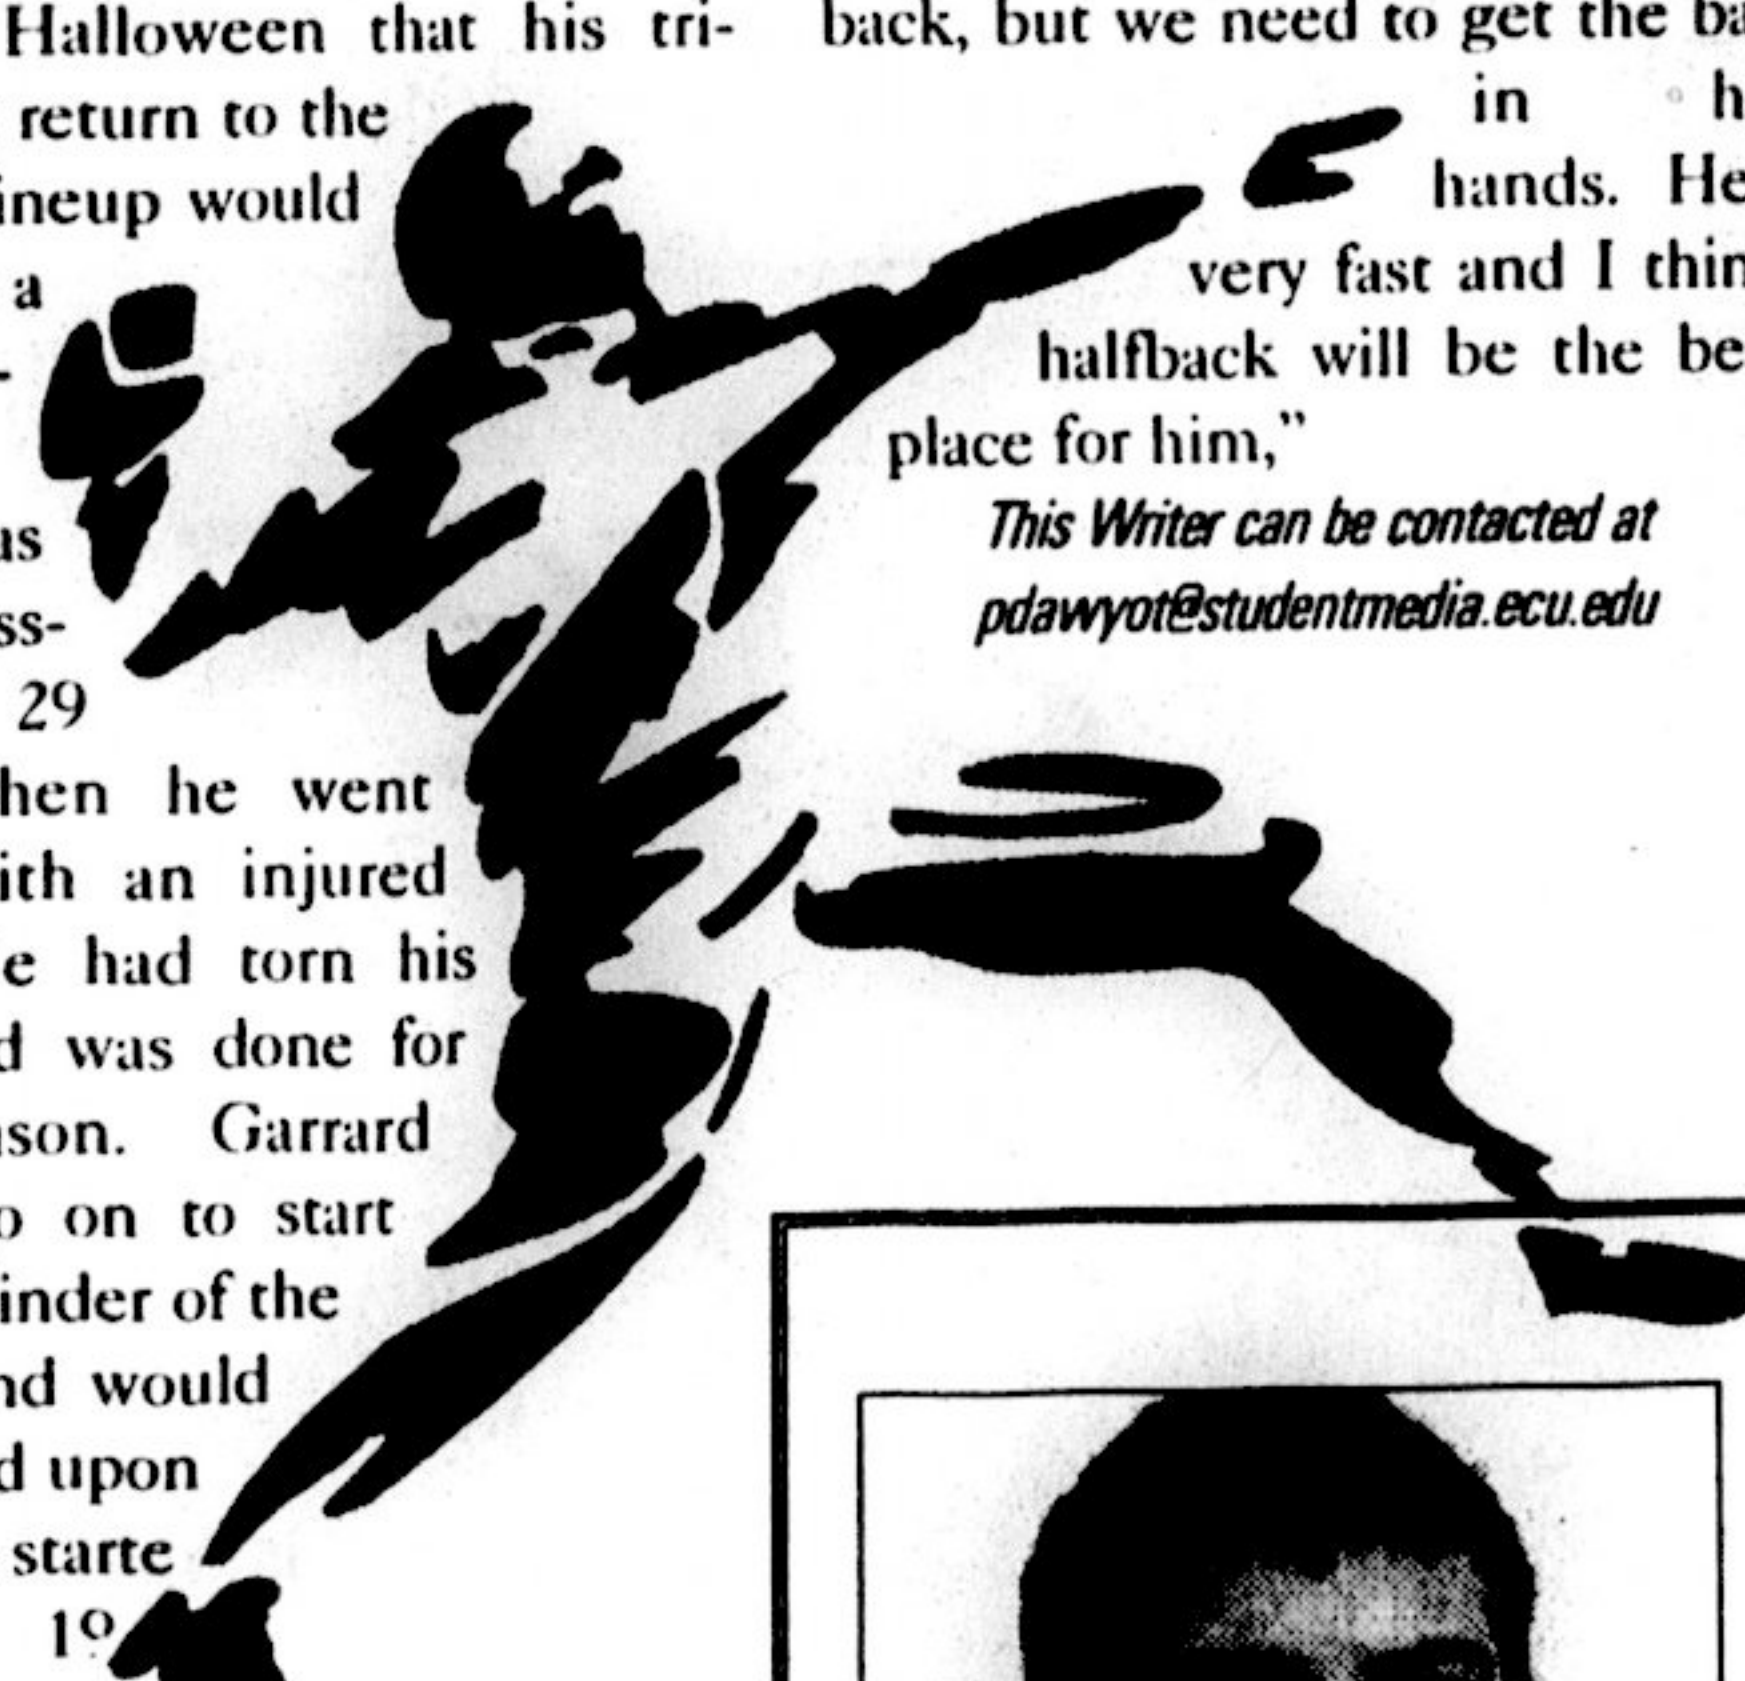 Halloween that his tri-
return to the
ineup would
a
-
as
ss-
29
hen he went
ith an injured
e had torn his
d was done for
son. Garrard
o on to start
inder of the
nd would
d upon
starte
back, but we need to get the ba
in h
hands. He
very fast and I thin
halfback will be the be
place for him,”
This Writer can be contacted at
pdawyot@studentmedia.ecu.edu